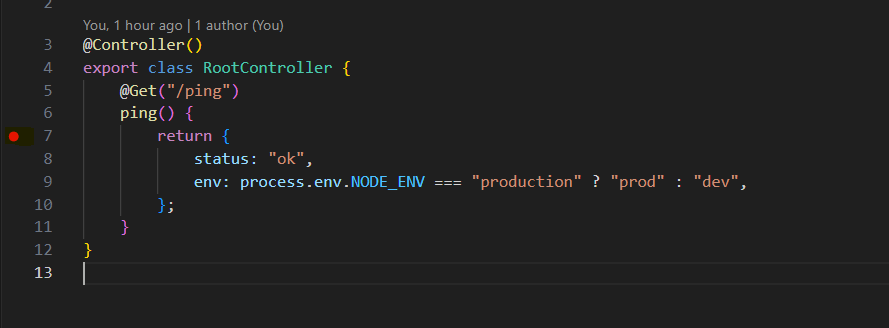 2
You, 1 hour ago | 1 author (You)
3 @Controller()
4 export class RootController {
5     @Get("/ping")
6     ping() {
7         return {
8             status: "ok",
9             env: process.env.NODE_ENV === "production" ? "prod" : "dev",
10         };
11     }
12 }
13